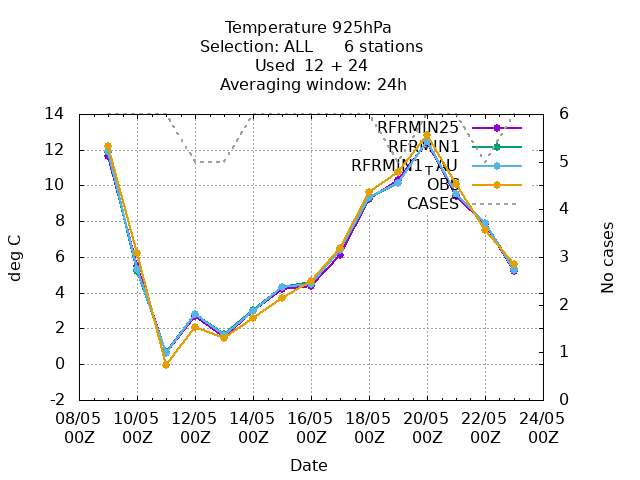 Temperature 925hPa
Selection: ALL 6 stations
Used 12 + 24
Averaging window: 24h
RFRMIN25
RFRMIN1
RFRMIN1_TAU
OBS
CASES
deg C
14
12
10
8
6
4
2
0
-2
6
5
4
3
2
1
0
No cases
08/05 10/05 12/05 14/05 16/05 18/05 20/05 22/05 24/05
00Z 00Z 00Z 00Z 00Z 00Z 00Z 00Z 00Z
Date